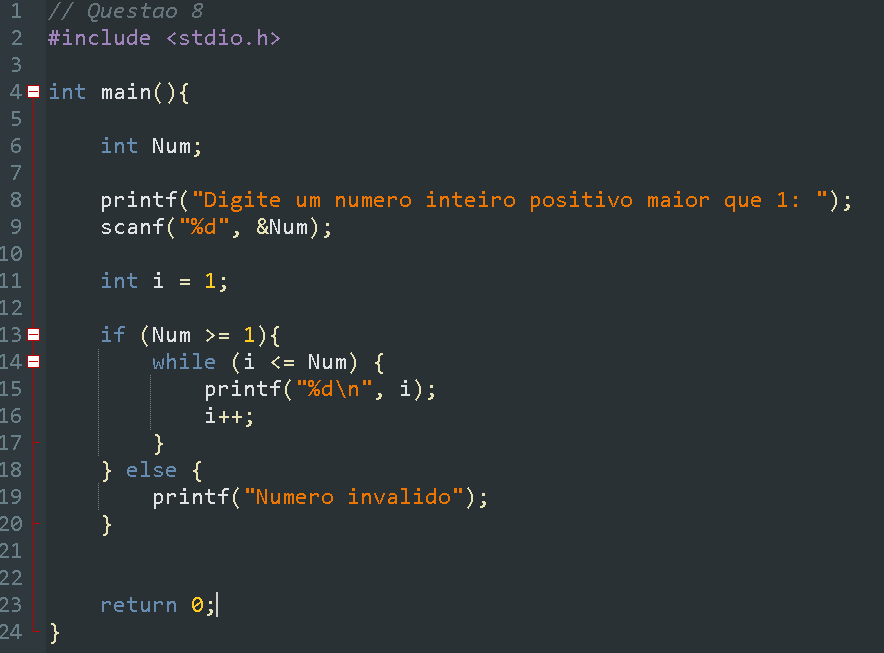 1 // Questao 8
2 #include <stdio.h>
3
4 int main(){
5
6 int Num;
7
8 printf("Digite um numero inteiro positivo maior que 1: ");
9 scanf("%d", &Num);
10
11 int i = 1;
12
13 if (Num >= 1){
14 while (i <= Num) {
15 printf("%d\n", i);
16 i++;
17 }
18 } else {
19 printf("Numero invalido");
20 }
21
22
23 return 0;
24 }